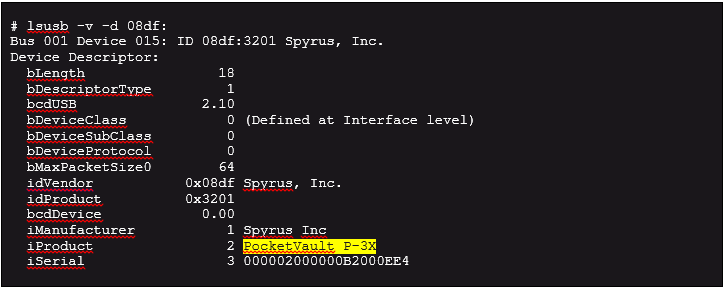 # lsusb -v -d 08df:
Bus 001 Device 015: ID 08df:3201 Spyrus, Inc.
Device Descriptor:
  bLength                18
  bDescriptorType         1
  bcdUSB               2.10
  bDeviceClass            0 (Defined at Interface level)
  bDeviceSubClass         0
  bDeviceProtocol         0
  bMaxPacketSize0        64
  idVendor           0x08df Spyrus, Inc.
  idProduct          0x3201
  bcdDevice            0.00
  iManufacturer           1 Spyrus Inc
  iProduct                2 PocketVault P-3X
  iSerial                 3 000002000000B2000EE4